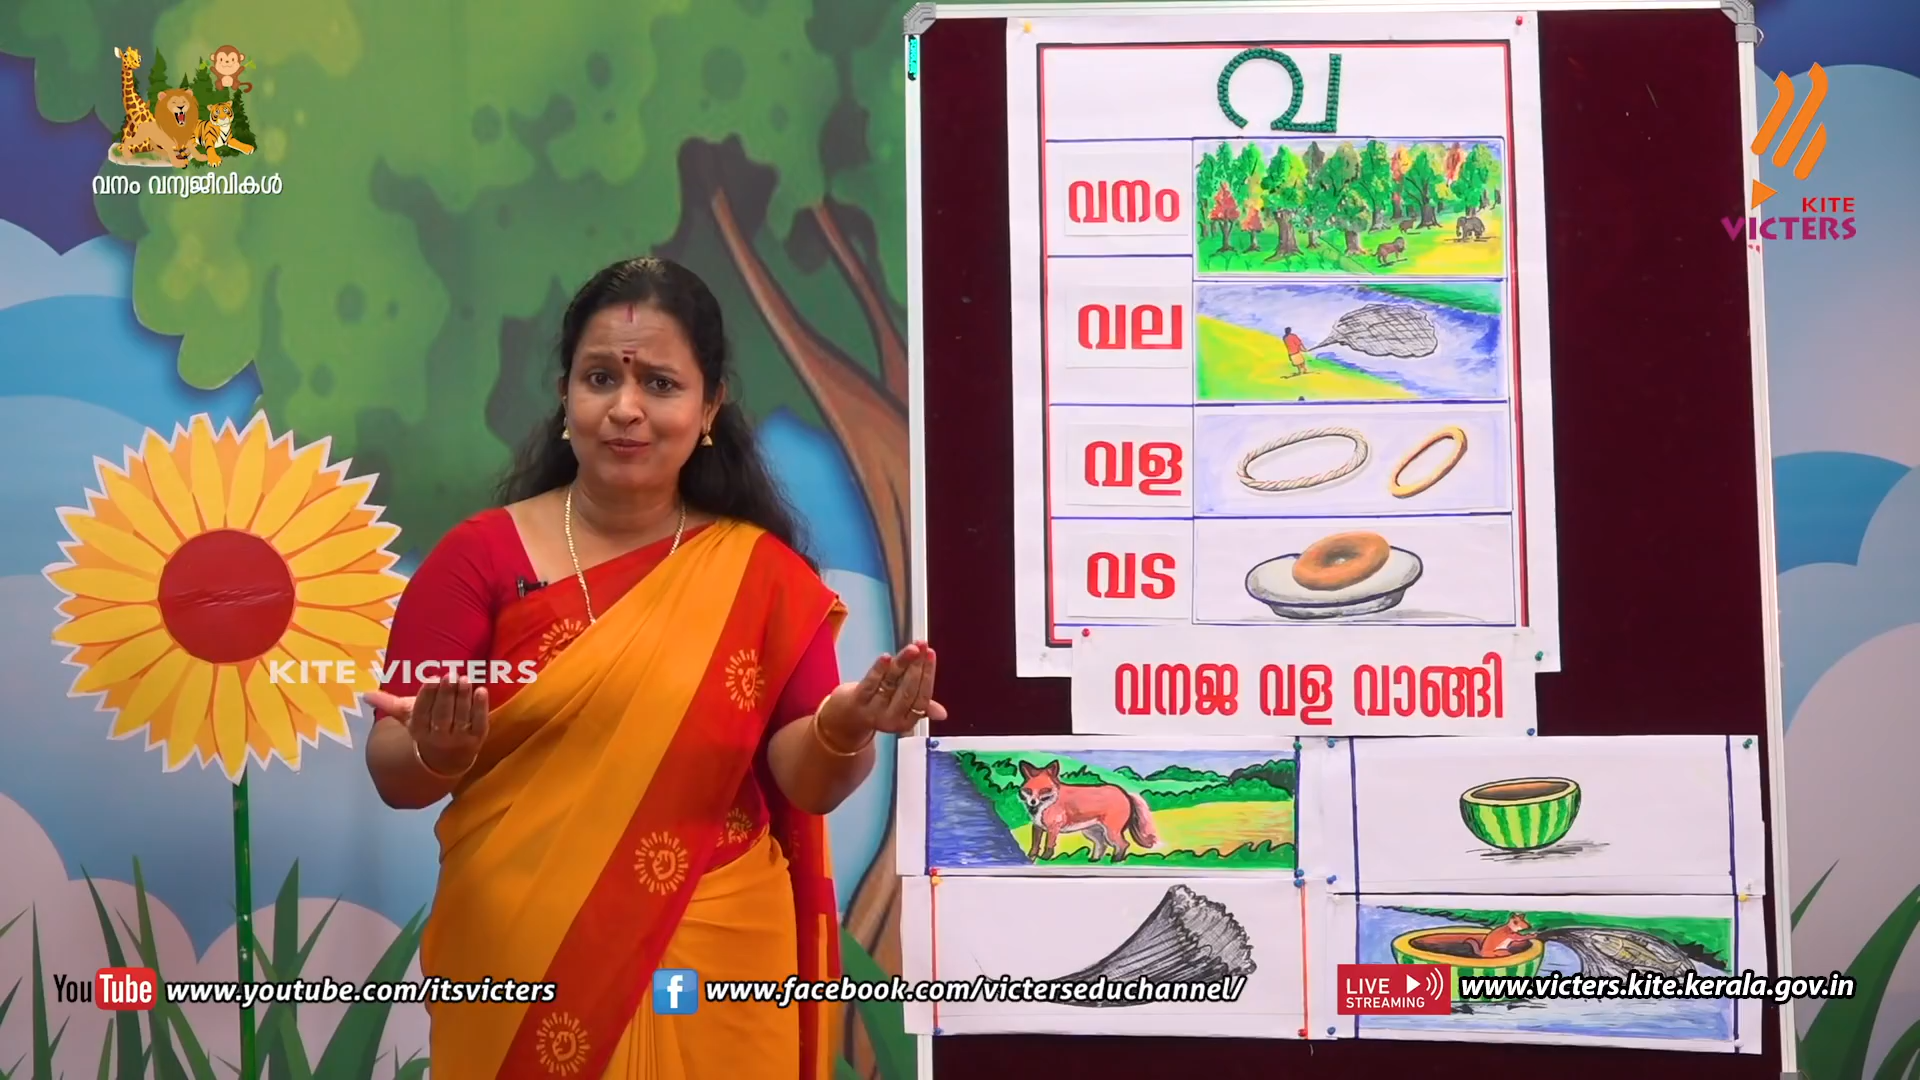 വനം വന്യജീവികൾ
വ
വനം
വല
വള
വട
വനജ വള വാങ്ങി
KITE
VICTERS
KITE VICTERS
YouTube www.youtube.com/itsvicters
f www.facebook.com/victerseduchannel/
LIVE
STREAMING
www.victers.kite.kerala.gov.in